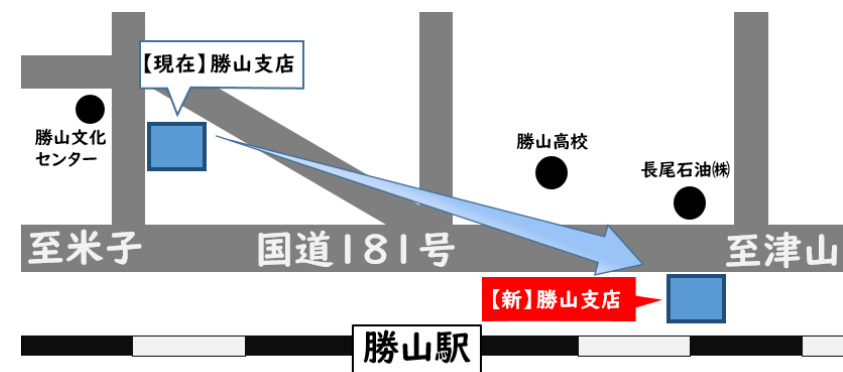 【現在】勝山支店
勝山文化
センター
勝山高校
長尾石油㈱
至米子
国道181号
至津山
【新】勝山支店
勝山駅